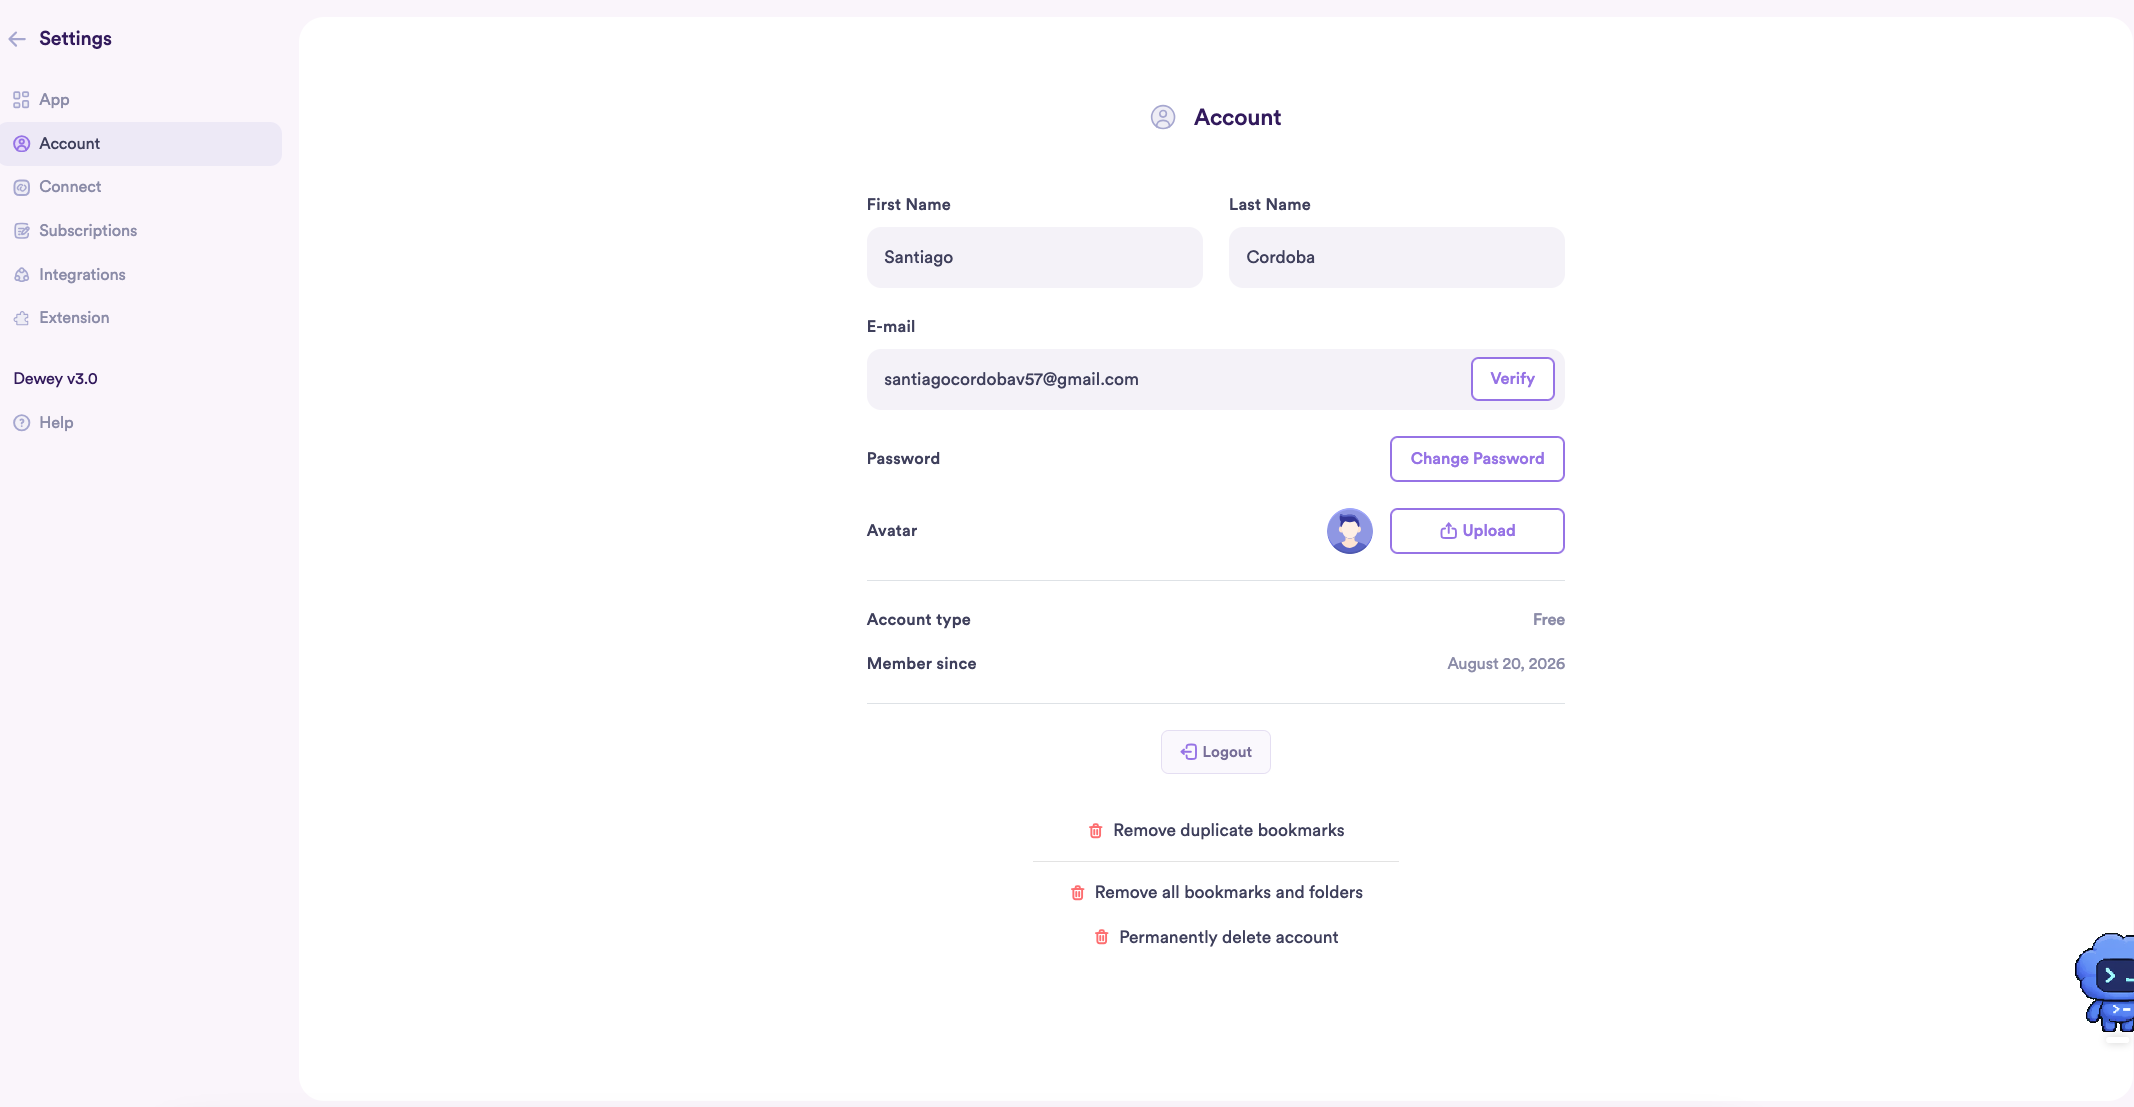 Settings
App
Account
Connect
Subscriptions
Integrations
Extension
Dewey v3.0
Help
Account
First Name
Last Name
Santiago
Cordoba
E-mail
santiagocordobav57@gmail.com
Verify
Password
Change Password
Avatar
Upload
Account type
Free
Member since
August 20, 2026
Logout
Remove duplicate bookmarks
Remove all bookmarks and folders
Permanently delete account